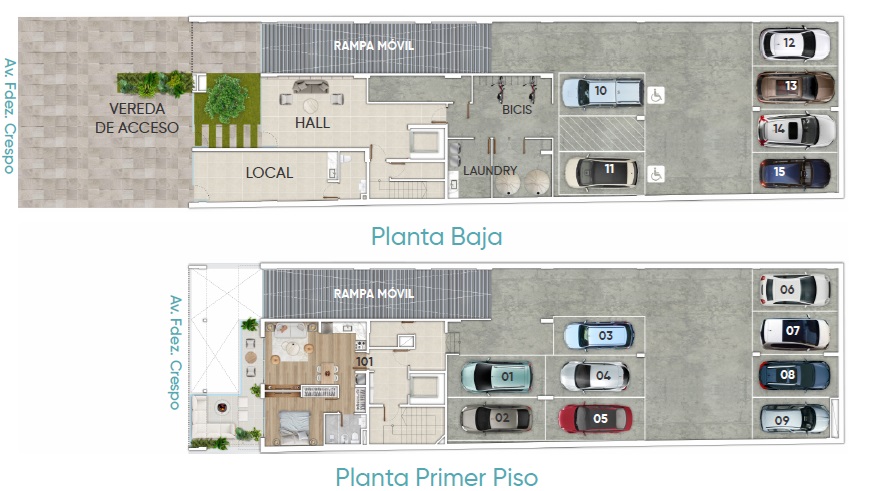 RAMPA MÓVIL
12
Av. Fdez. Crespo
VEREDA
DE ACCESO
HALL
BICIS
10
13
14
LOCAL
LAUNDRY
11
15
Planta Baja
RAMPA MÓVIL
06
Av. Fdez. Crespo
101
03
07
01
04
08
02
05
09
Planta Primer Piso